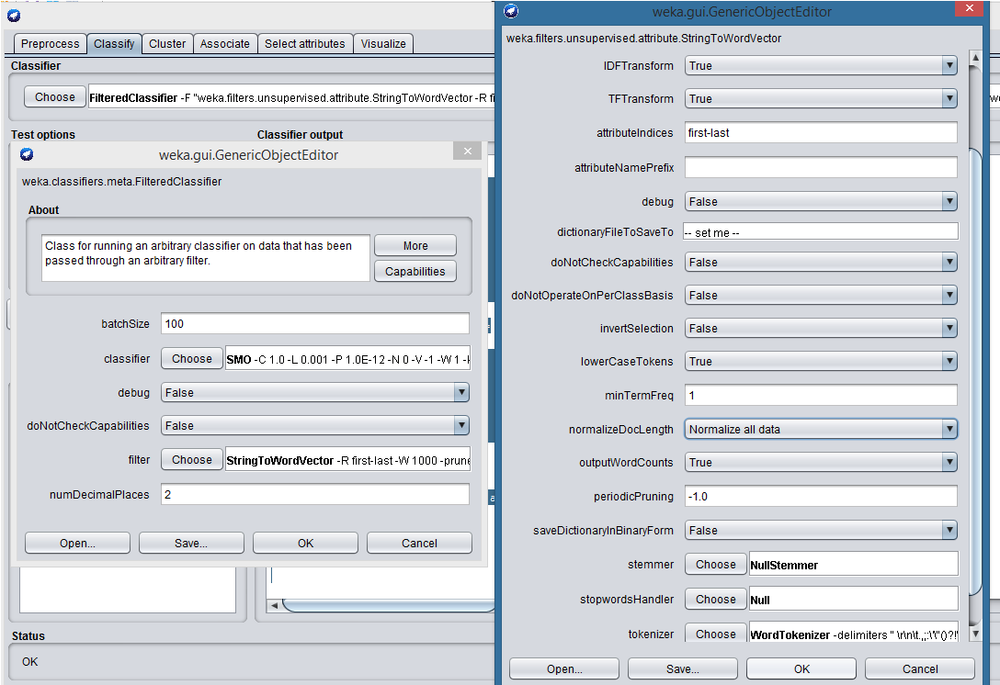 Preprocess Classify Cluster Associate Select attributes Visualize
Classifier
Choose FilteredClassifier -F "weka.filters.unsupervised.attribute.StringToWordVector -R
Test options Classifier output
weka.gui.GenericObjectEditor
weka.classifiers.meta.FilteredClassifier
About
Class for running an arbitrary classifier on data that has been
passed through an arbitrary filter.
More
Capabilities
batchSize 100
classifier Choose SMO -C 1.0 -L 0.001 -P 1.0E-12 -N 0 -V -1 -W 1
debug False
doNotCheckCapabilities False
filter Choose StringToWordVector -R first-last -W 1000 -prune
numDecimalPlaces 2
Open... Save... OK Cancel
Status
OK
weka.gui.GenericObjectEditor
weka.filters.unsupervised.attribute.StringToWordVector
IDFTransform True
TFTransform True
attributeIndices first-last
attributeNamePrefix
debug False
dictionaryFileToSaveTo -- set me --
doNotCheckCapabilities False
doNotOperateOnPerClassBasis False
invertSelection False
lowerCaseTokens True
minTermFreq 1
normalizeDocLength Normalize all data
outputWordCounts True
periodicPruning -1.0
saveDictionaryInBinaryForm False
stemmer Choose NullStemmer
stopwordsHandler Choose Null
tokenizer Choose WordTokenizer -delimiters " \r\n\t.,;:\'\"()?!
Open... Save... OK Cancel